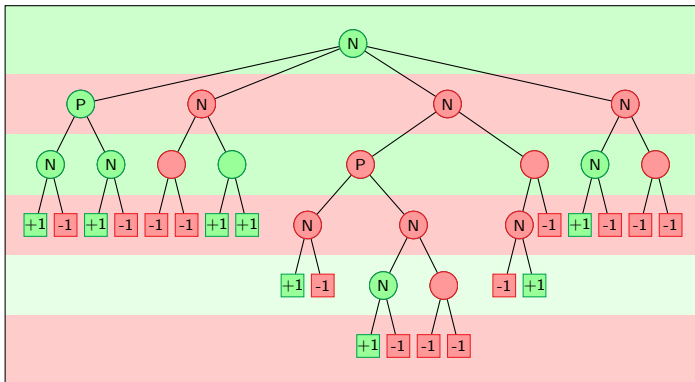 N
P N N N
N N P N
+1 -1 +1 -1 -1 -1 +1 +1 N N N -1 +1 -1 -1 -1
+1 -1 N -1 +1
+1 -1 -1 -1